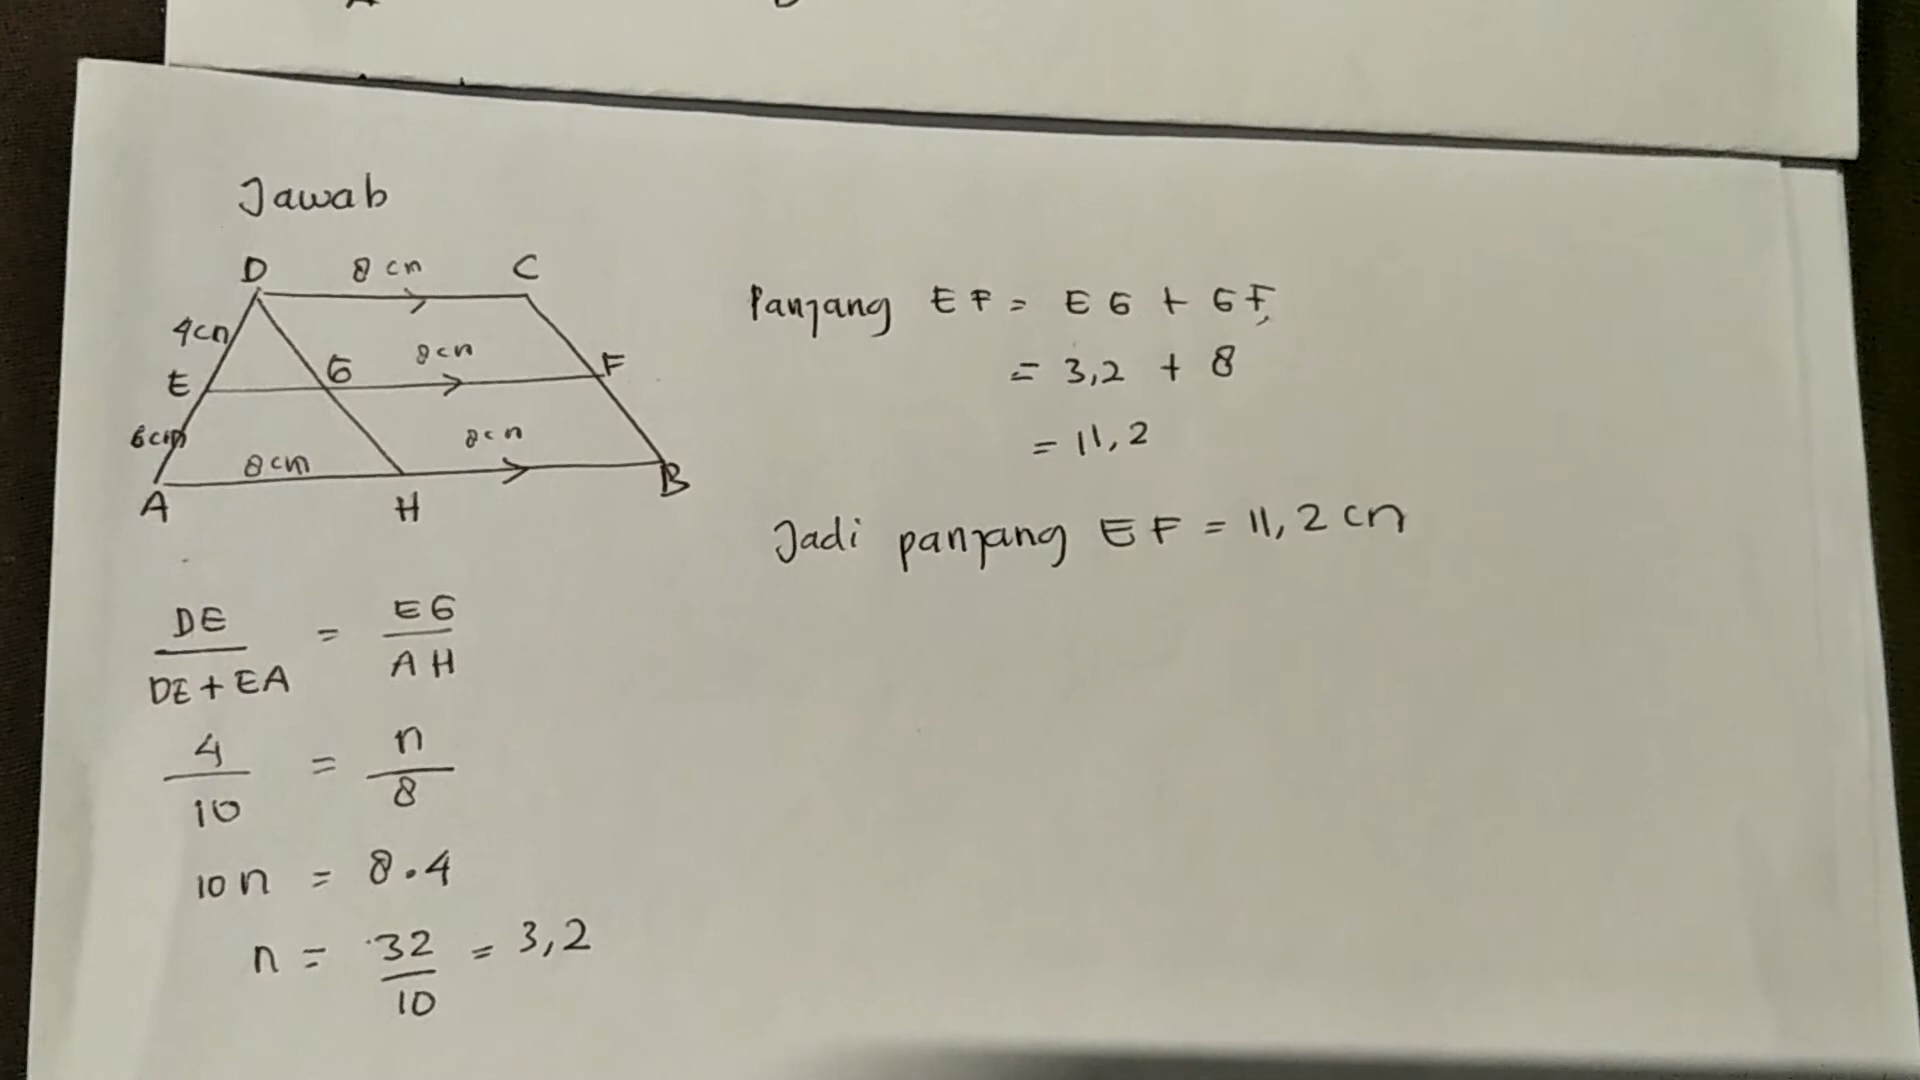 Jawab
D 8 cm C
4cm
E G 8cm F
6cm 8cm 8cm
A H B
DE / DE + EA = EG / AH
4 / 10 = n / 8
10 n = 8.4
n = 32 / 10 = 3,2
Panjang EF = EG + GF
= 3,2 + 8
= 11,2
Jadi panjang EF = 11,2 cm